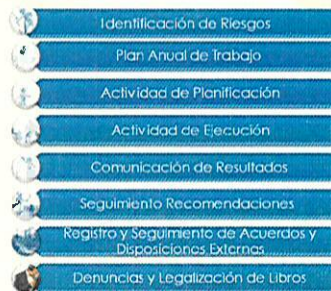 Identificación de Riesgos
Plan Anual de Trabajo
Actividad de Planificación
Actividad de Ejecución
Comunicación de Resultados
Seguimiento Recomendaciones
Registro y Seguimiento de Acuerdos y
Disposiciones Externas
Denuncias y Legalización de Libros